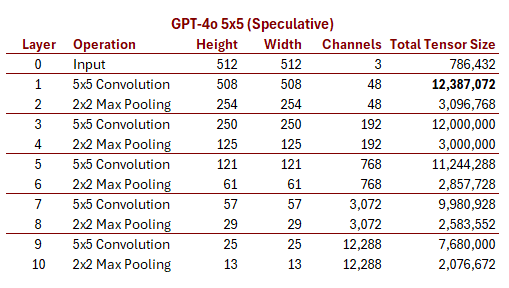 GPT-4o 5x5 (Speculative)
Layer Operation Height Width Channels Total Tensor Size
0 Input 512 512 3 786,432
1 5x5 Convolution 508 508 48 12,387,072
2 2x2 Max Pooling 254 254 48 3,096,768
3 5x5 Convolution 250 250 192 12,000,000
4 2x2 Max Pooling 125 125 192 3,000,000
5 5x5 Convolution 121 121 768 11,244,288
6 2x2 Max Pooling 61 61 768 2,857,728
7 5x5 Convolution 57 57 3,072 9,980,928
8 2x2 Max Pooling 29 29 3,072 2,583,552
9 5x5 Convolution 25 25 12,288 7,680,000
10 2x2 Max Pooling 13 13 12,288 2,076,672